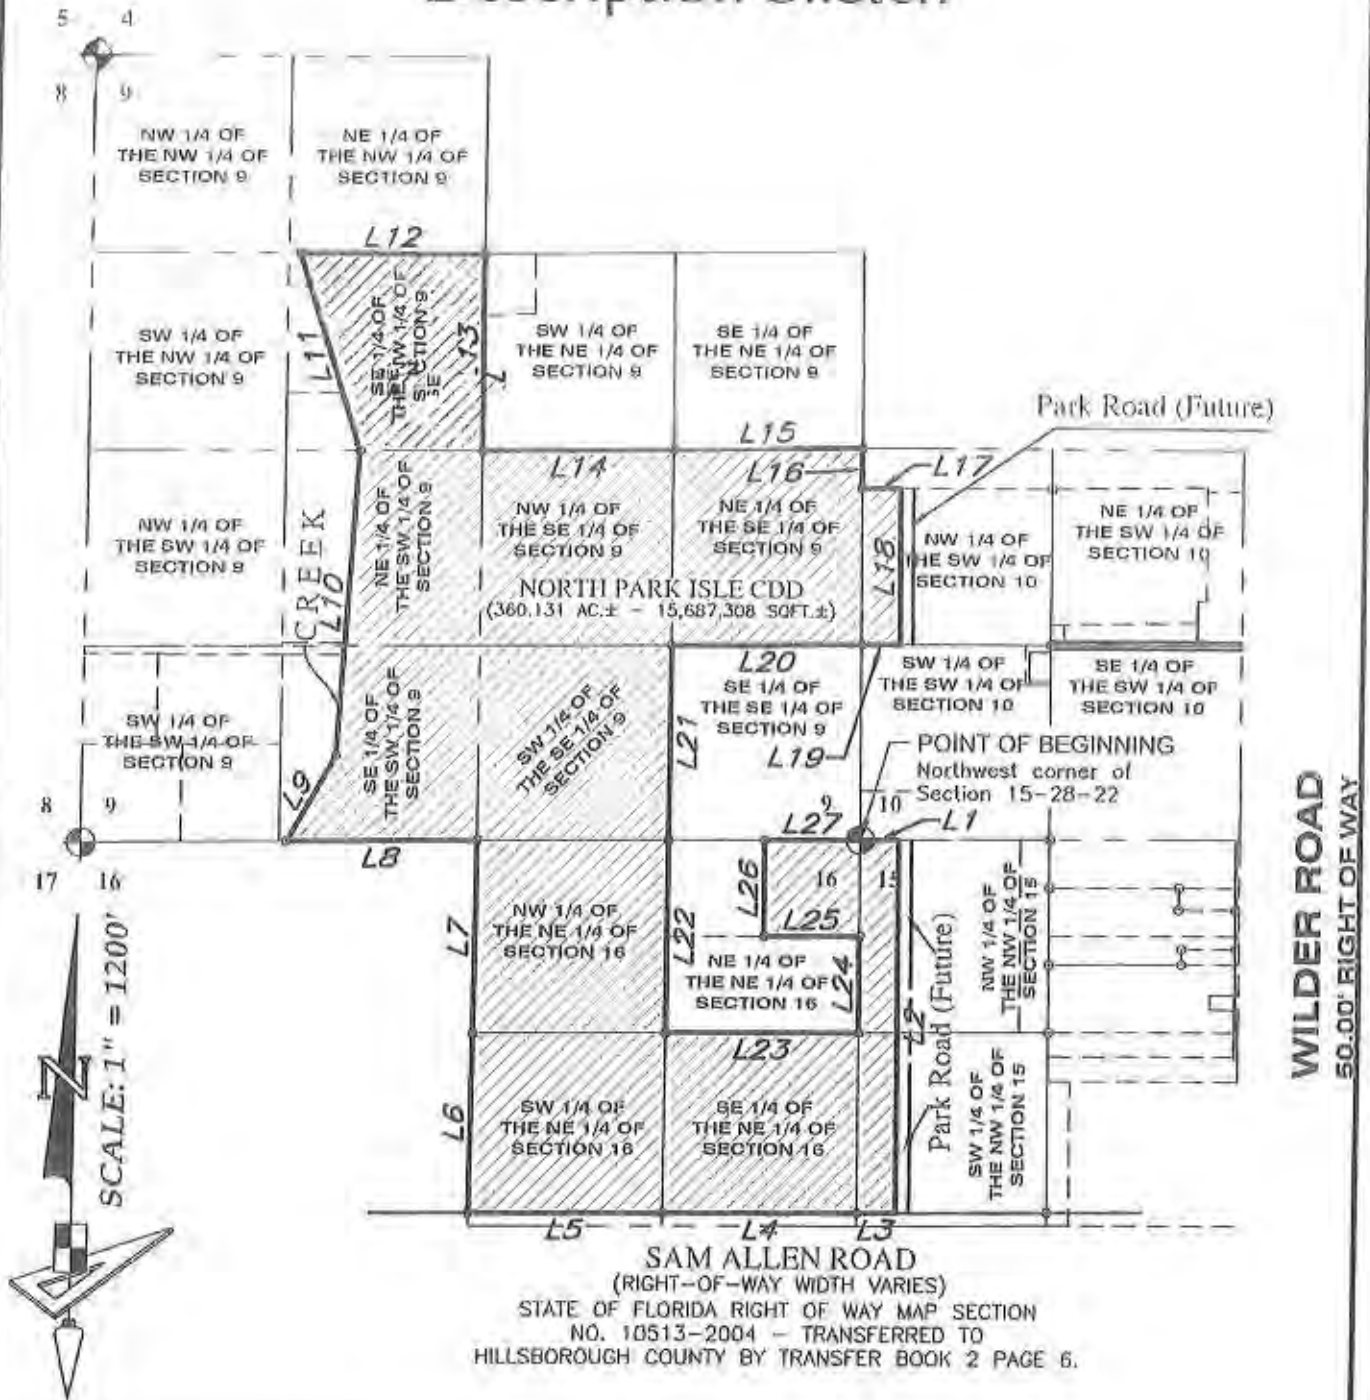 5 4
8 9
NW 1/4 OF
THE NW 1/4 OF
SECTION 9
NE 1/4 OF
THE NW 1/4 OF
SECTION 9
L12
SW 1/4 OF
THE NW 1/4 OF
SECTION 9
L11
SE 1/4 OF
THE NW 1/4 OF
SECTION 9
SE
L13
SW 1/4 OF
THE NE 1/4 OF
SECTION 9
SE 1/4 OF
THE NE 1/4 OF
SECTION 9
Park Road (Future)
L15
L14
L16
L17
NW 1/4 OF
THE SW 1/4 OF
SECTION 9
CREEK
L10
NE 1/4 OF
THE SW 1/4 OF
SECTION 9
NW 1/4 OF
THE SE 1/4 OF
SECTION 9
NE 1/4 OF
THE SE 1/4 OF
SECTION 9
L18
NW 1/4 OF
THE SW 1/4 OF
SECTION 10
NE 1/4 OF
THE SW 1/4 OF
SECTION 10
NORTH PARK ISLE CDD
(360.131 AC.± - 15,687,308 SQFT.±)
L20
SW 1/4 OF
THE SW 1/4 OF
SECTION 9
L9
SE 1/4 OF
THE SW 1/4 OF
SECTION 9
SW 1/4 OF
THE SE 1/4 OF
SECTION 9
L21
SE 1/4 OF
THE SE 1/4 OF
SECTION 9
L19
SW 1/4 OF
THE SW 1/4 OF
SECTION 10
SE 1/4 OF
THE SW 1/4 OF
SECTION 10
POINT OF BEGINNING
Northwest corner of
Section 15-28-22
9 10
8 9
L27
L1
L8
17 16
16 15
L7
NW 1/4 OF
THE NE 1/4 OF
SECTION 16
L22
L26
L25
NE 1/4 OF
THE NE 1/4 OF
SECTION 16
L24
L2
Park Road (Future)
NW 1/4 OF
THE NW 1/4 OF
SECTION 15
WILDER ROAD
50.00' RIGHT OF WAY
N
SCALE: 1" = 1200'
L23
L6
SW 1/4 OF
THE NE 1/4 OF
SECTION 16
SE 1/4 OF
THE NE 1/4 OF
SECTION 16
SW 1/4 OF
THE NW 1/4 OF
SECTION 15
L5
L4
L3
SAM ALLEN ROAD
(RIGHT-OF-WAY WIDTH VARIES)
STATE OF FLORIDA RIGHT OF WAY MAP SECTION
NO. 10513-2004 - TRANSFERRED TO
HILLSBOROUGH COUNTY BY TRANSFER BOOK 2 PAGE 6.